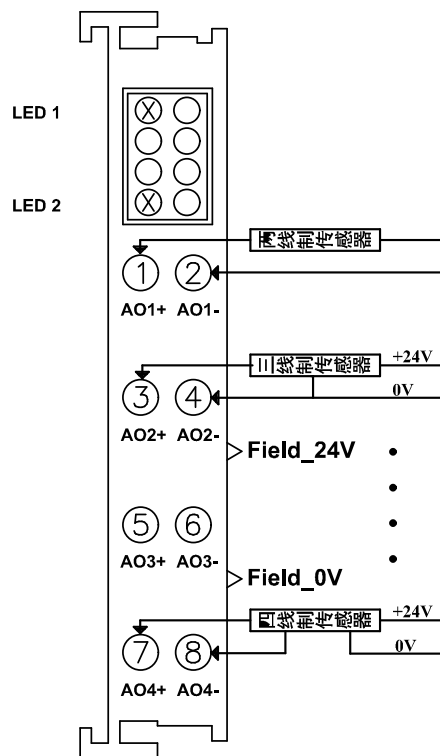 LED 1
LED 2
两线制传感器
1 2
AO1+ AO1-
三线制传感器 +24V
3 4 0V
AO2+ AO2-
Field_24V
5 6
AO3+ AO3-
Field_0V
四线制传感器 +24V
7 8 0V
AO4+ AO4-